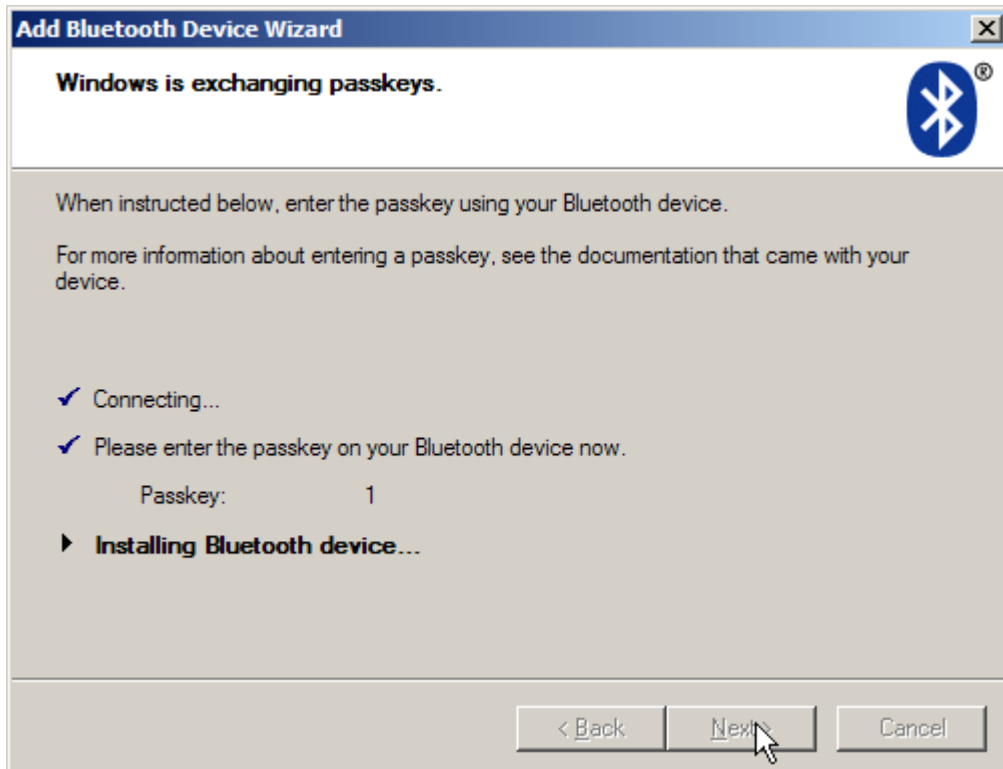 Add Bluetooth Device Wizard
Windows is exchanging passkeys.
®
When instructed below, enter the passkey using your Bluetooth device.
For more information about entering a passkey, see the documentation that came with your
device.
Connecting...
Please enter the passkey on your Bluetooth device now.
Passkey: 1
Installing Bluetooth device...
< Back Next > Cancel